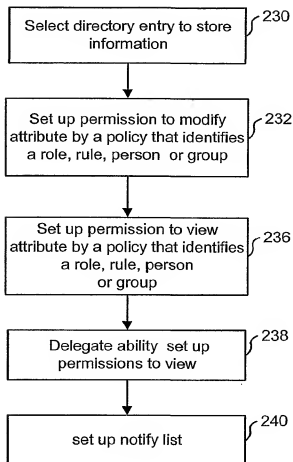 Select directory entry to store
information
230
Set up permission to modify
attribute by a policy that identifies
a role, rule, person or group
232
Set up permission to view
attribute by a policy that identifies
a role, rule, person
or group
236
Delegate ability set up
permissions to view
238
set up notify list
240